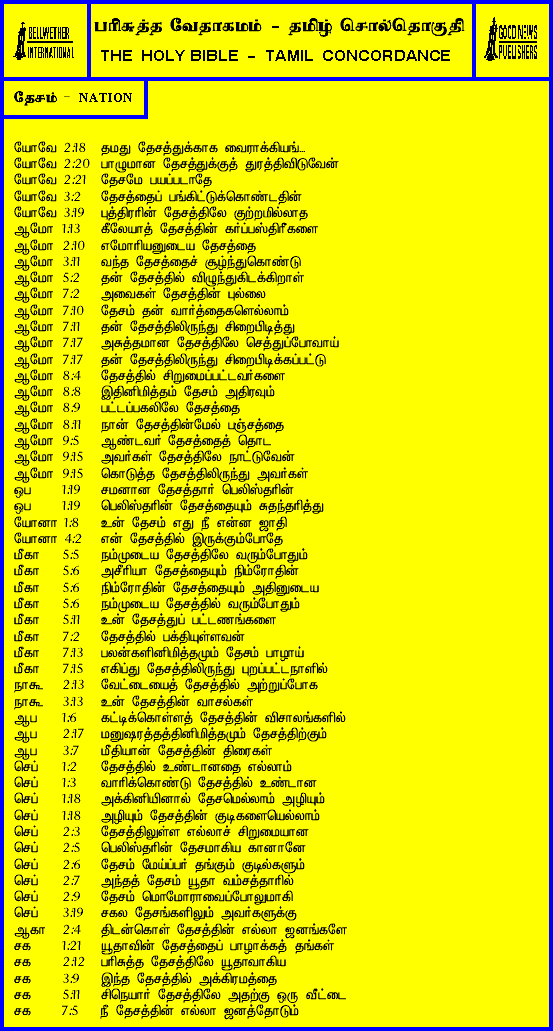 BELLWETHER
INTERNATIONAL
பரிசுத்த வேதாகமம் - தமிழ் சொல்தொகுதி
THE HOLY BIBLE - TAMIL CONCORDANCE
GOOD NEWS
PUBLISHERS
தேசம் - NATION
யோவே 2:18 தமது தேசத்துக்காக வைராக்கியங்...
யோவே 2:20 பாழுமான தேசத்துக்குத் துரத்திவிடுவேன்
யோவே 2:21 தேசமே பயப்படாதே
யோவே 3:2 தேசத்தைப் பங்கிட்டுக்கொண்டதின்
யோவே 3:19 புத்திரரின் தேசத்திலே குற்றமில்லாத
ஆமோ 1:13 கீலேயாத் தேசத்தின் கர்ப்பஸ்திரீகளை
ஆமோ 2:10 எமோரியனுடைய தேசத்தை
ஆமோ 3:11 வந்த தேசத்தைச் சூழ்ந்துகொண்டு
ஆமோ 5:2 தன் தேசத்தில் விழுந்துகிடக்கிறாள்
ஆமோ 7:2 அவைகள் தேசத்தின் புல்லை
ஆமோ 7:10 தேசம் தன் வார்த்தைகளெல்லாம்
ஆமோ 7:11 தன் தேசத்திலிருந்து சிறைபிடித்து
ஆமோ 7:17 அசுத்தமான தேசத்திலே செத்துப்போவாய்
ஆமோ 7:17 தன் தேசத்திலிருந்து சிறைபிடிக்கப்பட்டு
ஆமோ 8:4 தேசத்தில் சிறுமைப்பட்டவர்களை
ஆமோ 8:8 இதினிமித்தம் தேசம் அதிரவும்
ஆமோ 8:9 பட்டப்பகலிலே தேசத்தை
ஆமோ 8:11 நான் தேசத்தின்மேல் பஞ்சத்தை
ஆமோ 9:5 ஆண்டவர் தேசத்தைத் தொட
ஆமோ 9:15 அவர்கள் தேசத்திலே நாட்டுவேன்
ஆமோ 9:15 கொடுத்த தேசத்திலிருந்து அவர்கள்
ஒப 1:19 சமனான தேசத்தார் பெலிஸ்தரின்
ஒப 1:19 பெலிஸ்தரின் தேசத்தையும் சுதந்தரித்து
யோனா 1:8 உன் தேசம் எது நீ என்ன ஜாதி
யோனா 4:2 என் தேசத்தில் இருக்கும்போதே
மீகா 5:5 நம்முடைய தேசத்திலே வரும்போதும்
மீகா 5:6 அசீரியா தேசத்தையும் நிம்ரோதின்
மீகா 5:6 நிம்ரோதின் தேசத்தையும் அதினுடைய
மீகா 5:6 நம்முடைய தேசத்தில் வரும்போதும்
மீகா 5:11 உன் தேசத்துப் பட்டணங்களை
மீகா 7:2 தேசத்தில் பக்தியுள்ளவன்
மீகா 7:13 பலன்களினிமித்தமும் தேசம் பாழாய்
மீகா 7:15 எகிப்து தேசத்திலிருந்து புறப்பட்டநாளில்
நாகூ 2:13 வேட்டையைத் தேசத்தில் அற்றுப்போக
நாகூ 3:13 உன் தேசத்தின் வாசல்கள்
ஆப 1:6 கட்டிக்கொள்ளத் தேசத்தின் விசாலங்களில்
ஆப 2:17 மனுஷரத்தத்தினிமித்தமும் தேசத்திற்கும்
ஆப 3:7 மீதியான் தேசத்தின் திரைகள்
செப் 1:2 தேசத்தில் உண்டானதை எல்லாம்
செப் 1:3 வாரிக்கொண்டு தேசத்தில் உண்டான
செப் 1:18 அக்கினியினால் தேசமெல்லாம் அழியும்
செப் 1:18 அழியும் தேசத்தின் குடிகளையெல்லாம்
செப் 2:3 தேசத்திலுள்ள எல்லாச் சிறுமையான
செப் 2:5 பெலிஸ்தரின் தேசமாகிய கானானே
செப் 2:6 தேசம் மேய்ப்பர் தங்கும் குடில்களும்
செப் 2:7 அந்தத் தேசம் யூதா வம்சத்தாரில்
செப் 2:9 தேசம் மொமோராவைப்போலுமாகி
செப் 3:19 சகல தேசங்களிலும் அவர்களுக்கு
ஆகா 2:4 திடன்கொள் தேசத்தின் எல்லா ஜனங்களே
சக 1:21 யூதாவின் தேசத்தைப் பாழாக்கத் தங்கள்
சக 2:12 பரிசுத்த தேசத்திலே யூதாவாகிய
சக 3:9 இந்த தேசத்தில் அக்கிரமத்தை
சக 5:11 சிநெயார் தேசத்திலே அதற்கு ஒரு வீட்டை
சக 7:5 நீ தேசத்தின் எல்லா ஜனத்தோடும்